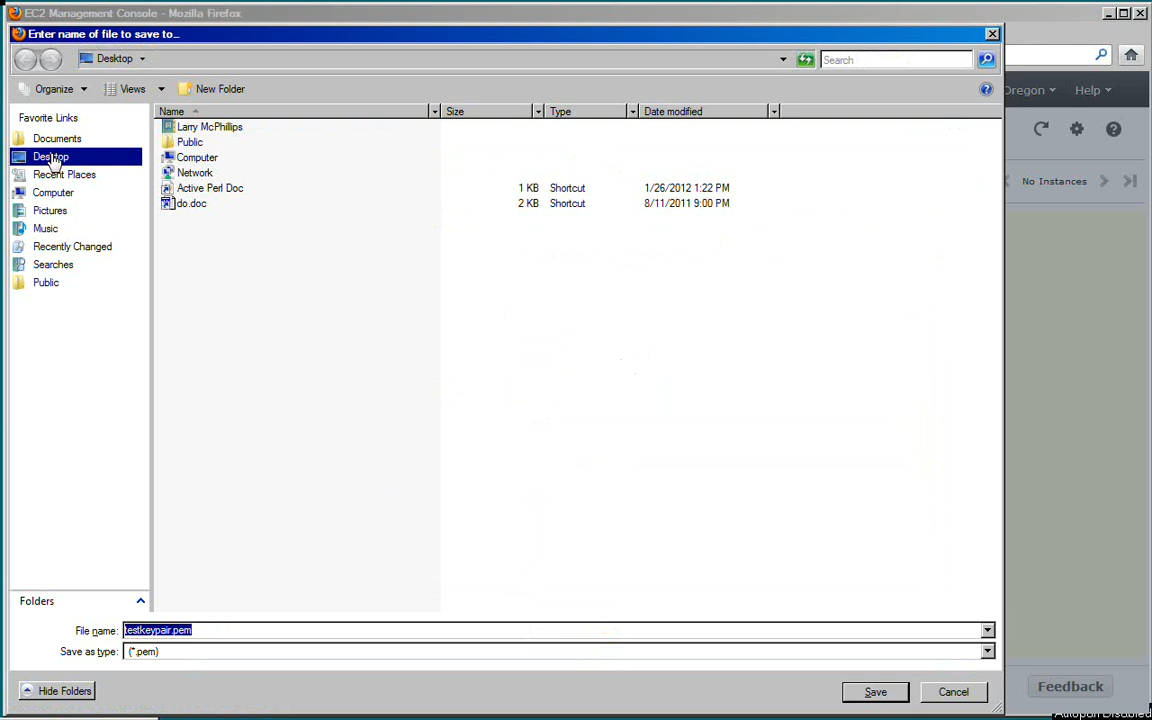 EC2 Management Console - Mozilla Firefox
Enter name of file to save to…
Desktop
Search
Organize
Views
New Folder
Oregon
Help
Favorite Links
Name
Size
Type
Date modified
Documents
Desktop
Recent Places
Computer
Pictures
Music
Recently Changed
Searches
Public
Larry McPhillips
Public
Computer
Network
Active Perl Doc 1 KB Shortcut 1/26/2012 1:22 PM
do.doc 2 KB Shortcut 8/11/2011 9:00 PM
No Instances
Folders
File name: testkeypair.pem
Save as type: (*.pem)
Hide Folders
Save
Cancel
Feedback
Autopan Disabled